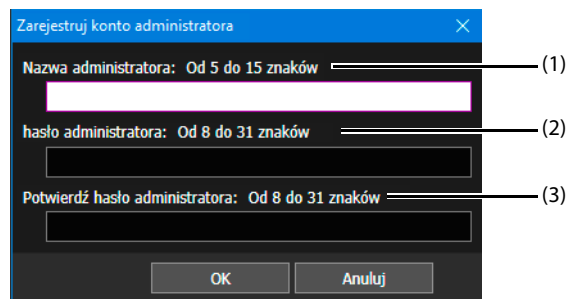 Zarejestruj konto administratora
Nazwa administratora: Od 5 do 15 znaków (1)
hasło administratora: Od 8 do 31 znaków (2)
Potwierdź hasło administratora: Od 8 do 31 znaków (3)
OK Anuluj